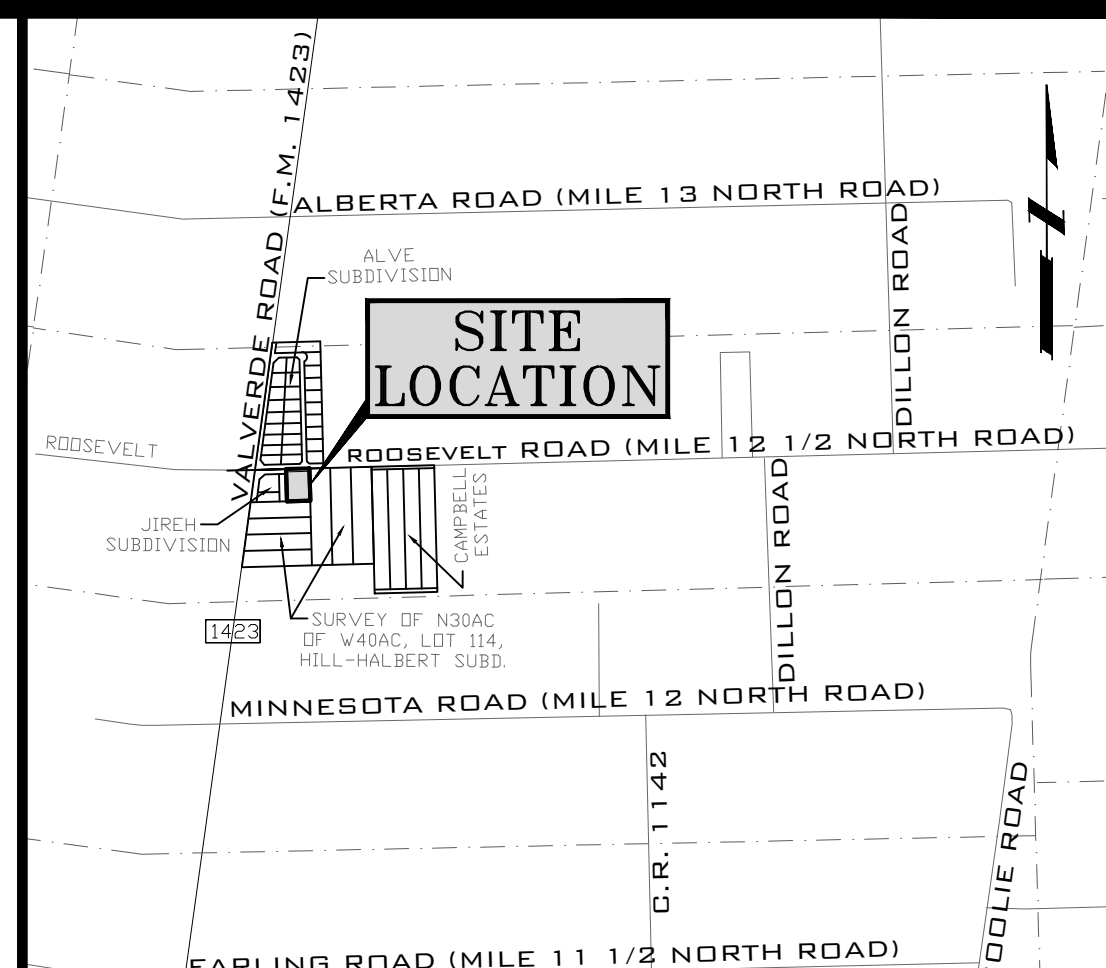 VALVERDE ROAD (F.M. 1423)
ALBERTA ROAD (MILE 13 NORTH ROAD)
DILLON ROAD
ALVE
SUBDIVISION
SITE
LOCATION
ROOSEVELT
ROOSEVELT ROAD (MILE 12 1/2 NORTH ROAD)
JIREH
SUBDIVISION
CAMPBELL
ESTATES
DILLON ROAD
1423
SURVEY OF N30AC
OF W40AC, LOT 114,
HILL-HALBERT SUBD.
MINNESOTA ROAD (MILE 12 NORTH ROAD)
C.R. 1142
ROAD
EARLING ROAD (MILE 11 1/2 NORTH ROAD)